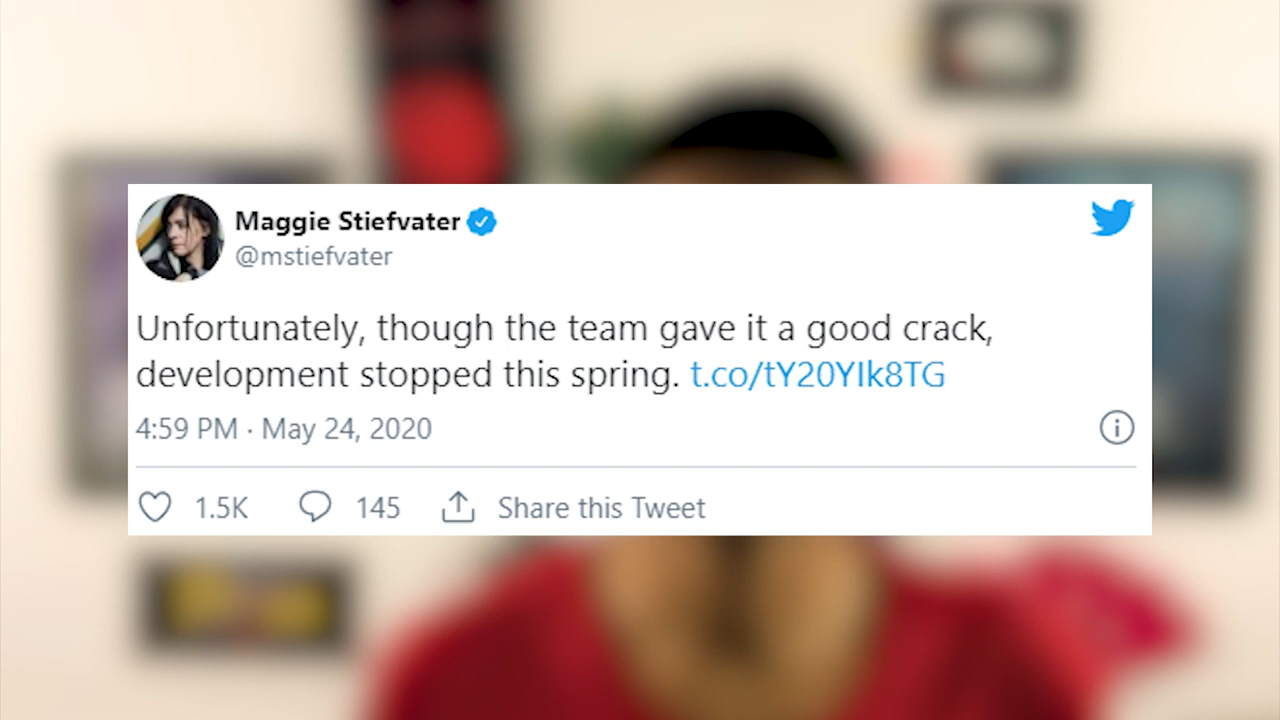 Maggie Stiefvater
@mstiefvater
Unfortunately, though the team gave it a good crack,
development stopped this spring. t.co/tY20YIk8TG
4:59 PM · May 24, 2020
1.5K 145 Share this Tweet